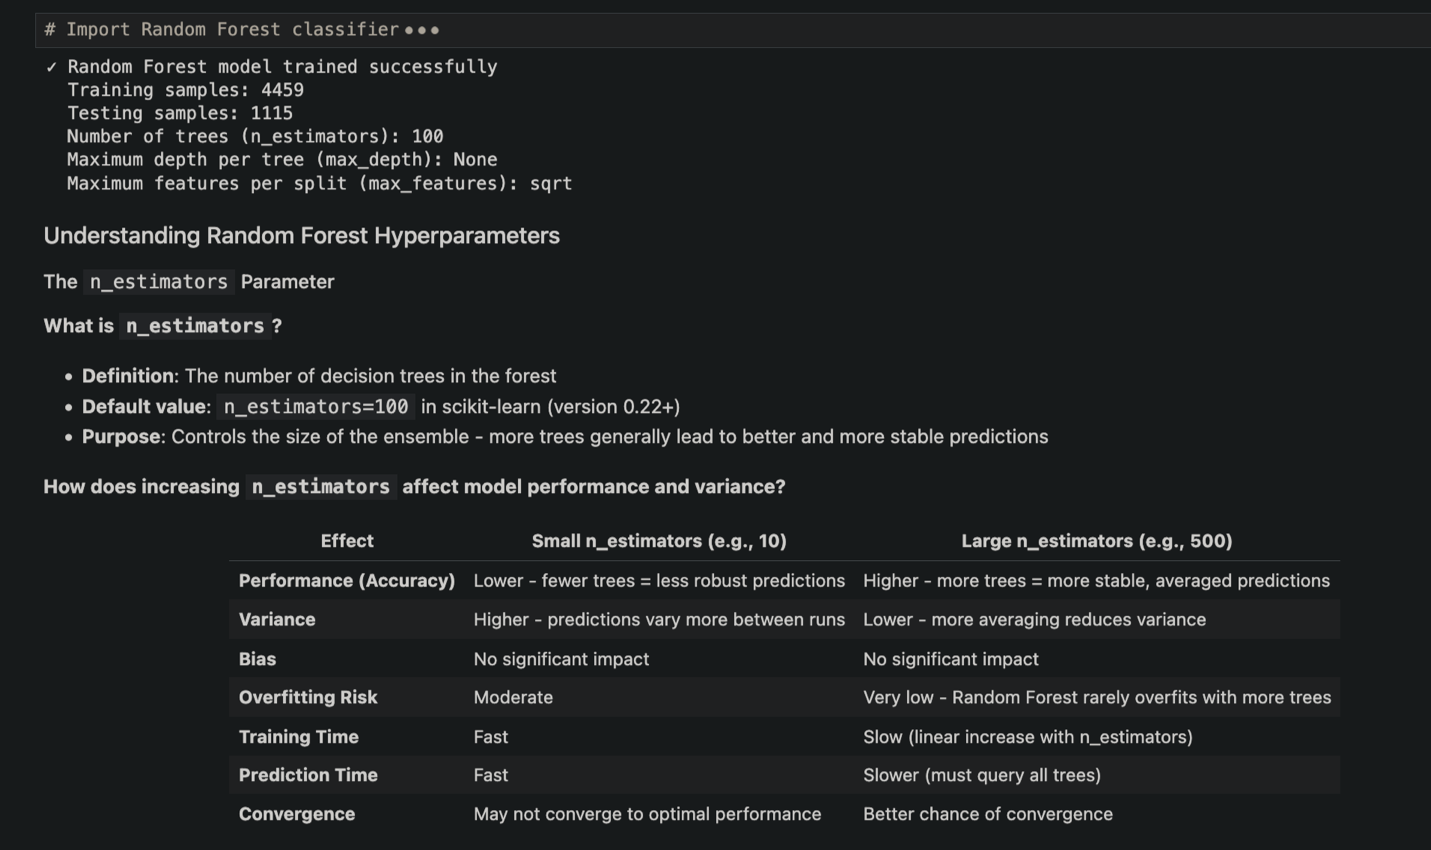 # Import Random Forest classifier●●●
✓ Random Forest model trained successfully
Training samples: 4459
Testing samples: 1115
Number of trees (n_estimators): 100
Maximum depth per tree (max_depth): None
Maximum features per split (max_features): sqrt
Understanding Random Forest Hyperparameters
The n_estimators Parameter
What is n_estimators ?
• Definition: The number of decision trees in the forest
• Default value: n_estimators=100 in scikit-learn (version 0.22+)
• Purpose: Controls the size of the ensemble - more trees generally lead to better and more stable predictions
How does increasing n_estimators affect model performance and variance?
Effect Small n_estimators (e.g., 10) Large n_estimators (e.g., 500)
Performance (Accuracy) Lower - fewer trees = less robust predictions Higher - more trees = more stable, averaged predictions
Variance Higher - predictions vary more between runs Lower - more averaging reduces variance
Bias No significant impact No significant impact
Overfitting Risk Moderate Very low - Random Forest rarely overfits with more trees
Training Time Fast Slow (linear increase with n_estimators)
Prediction Time Fast Slower (must query all trees)
Convergence May not converge to optimal performance Better chance of convergence